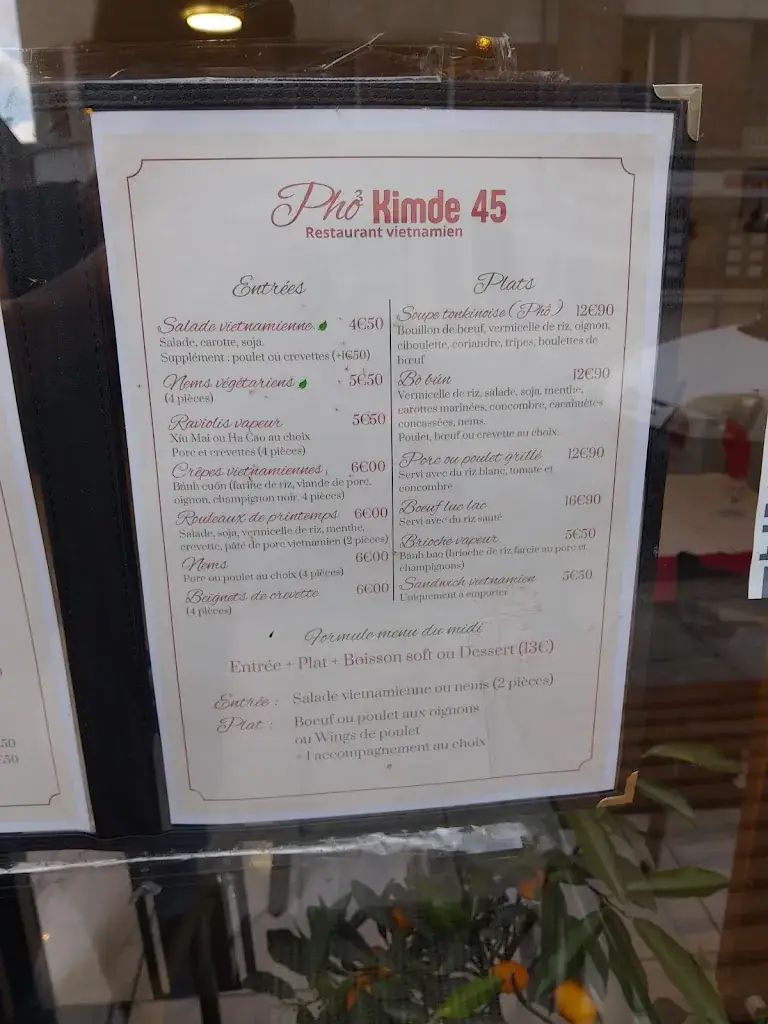 Phở Kimde 45
Restaurant vietnamien
Entrées
Salade vietnamienne 4€50
Salade, carotte, soja.
Supplément : poulet ou crevettes (+1€50)
Nems végétariens 5€50
(4 pièces)
Raviolis vapeur 5€50
Xíu Mai ou Ha Cao au choix
Porc et crevettes (4 pièces)
Crêpes vietnamiennes 6€00
Bánh cuốn (farine de riz, viande de porc,
oignon, champignon noir. 4 pièces)
Rouleaux de printemps 6€00
Salade, soja, vermicelle de riz, menthe,
crevette, pâte de porc vietnamien (2 pièces)
Nems 6€00
Porc ou poulet au choix (4 pièces)
Beignets de crevette 6€00
(4 pièces)
Plats
Soupe tonkinoise (Phở) 12€90
Bouillon de bœuf, vermicelle de riz, oignon,
ciboulette, coriandre, tripes, boulettes de
bœuf
Bò bún 12€90
Vermicelle de riz, salade, soja, menthe,
carottes marinées, concombre, cacahuètes
concassées, nems.
Poulet, bœuf ou crevette au choix
Porc ou poulet grillé 12€90
Servi avec du riz blanc, tomate et
concombre
Boeuf luc lac 16€90
Servi avec du riz sauté
Brioche vapeur 5€50
Bánh bao (brioche de riz farcie au porc et
champignons)
Sandwich vietnamien 5€50
Uniquement à emporter
Formule menu du midi
Entrée + Plat + Boisson soft ou Dessert (13€)
Entrée : Salade vietnamienne ou nems (2 pièces)
Plat : Boeuf ou poulet aux oignons
ou Wings de poulet
+ 1 accompagnement au choix